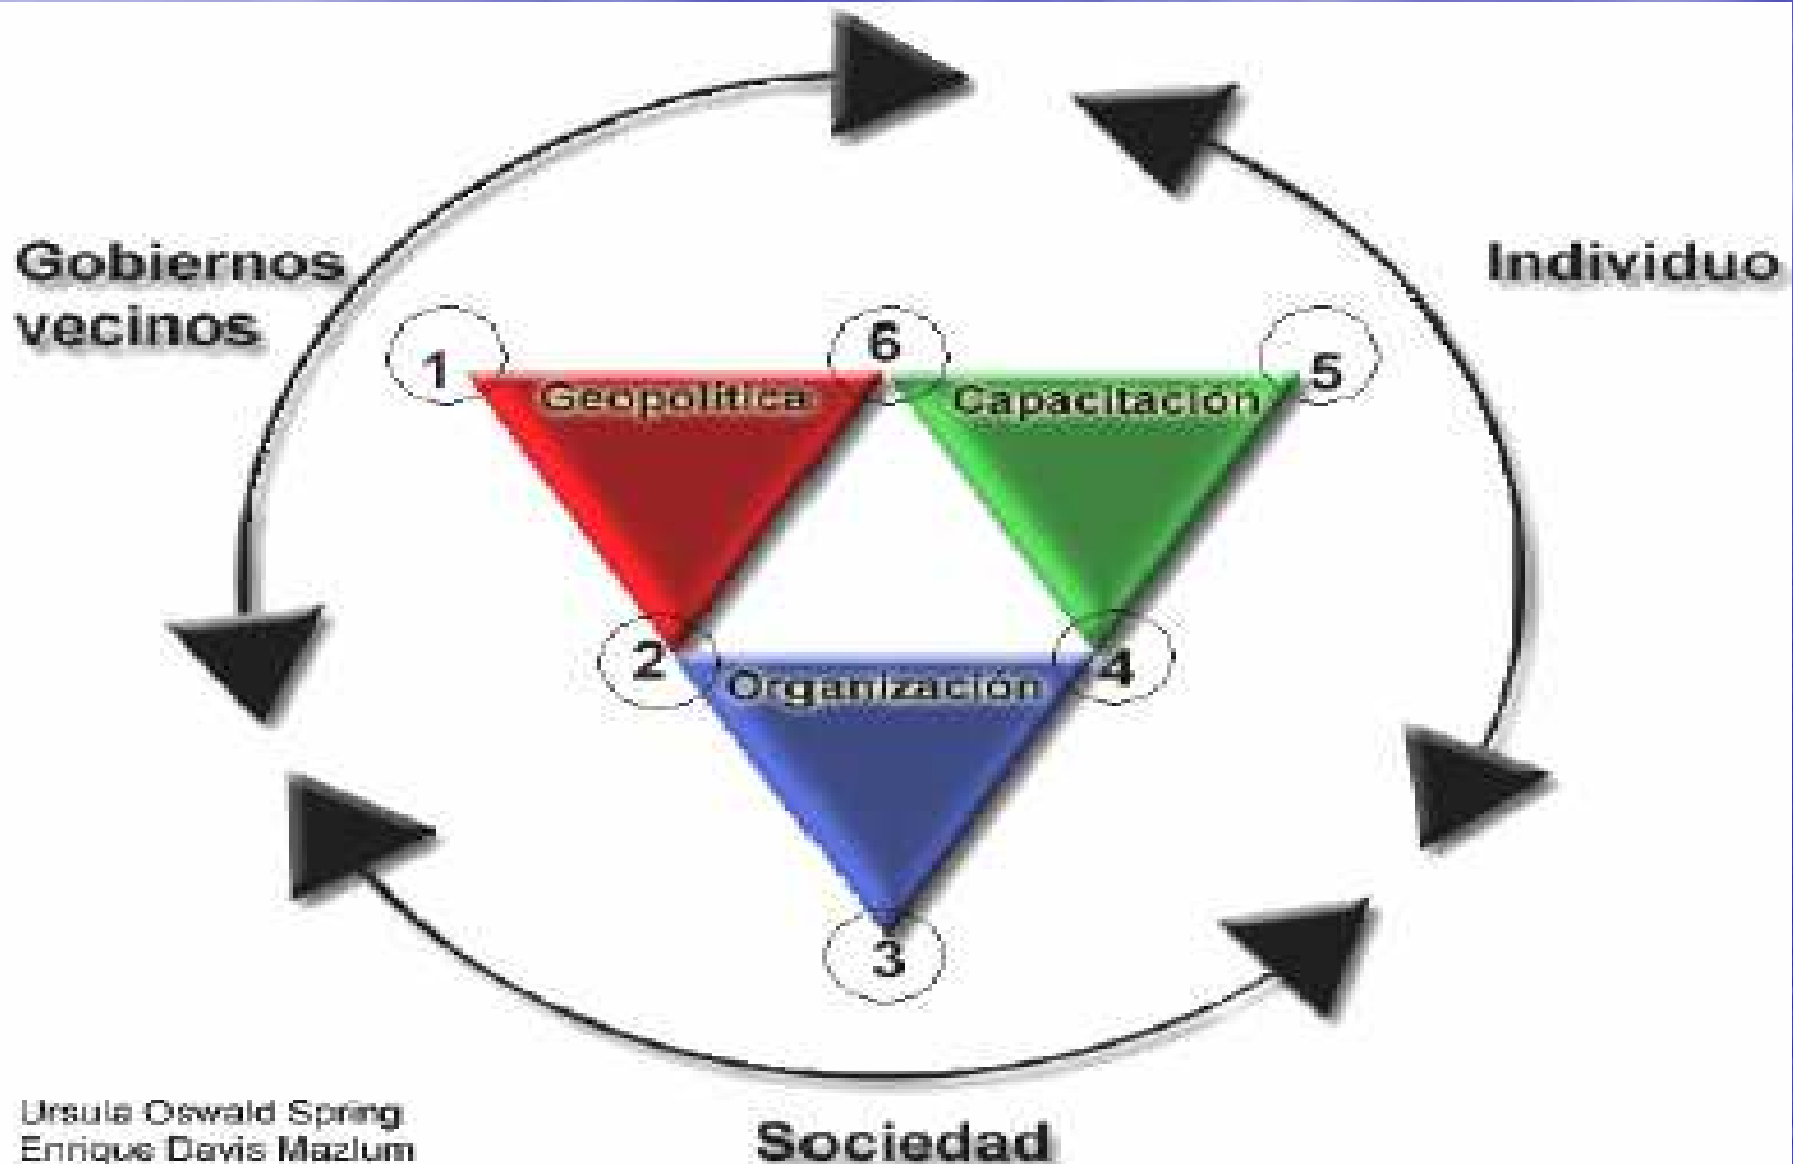 Gobiernos
vecinos
Individuo
1
6
5
Geopolítica
Capacitación
2
4
Organización
3
Sociedad
Ursula Oswald Spring
Enrique Davis Mazlum